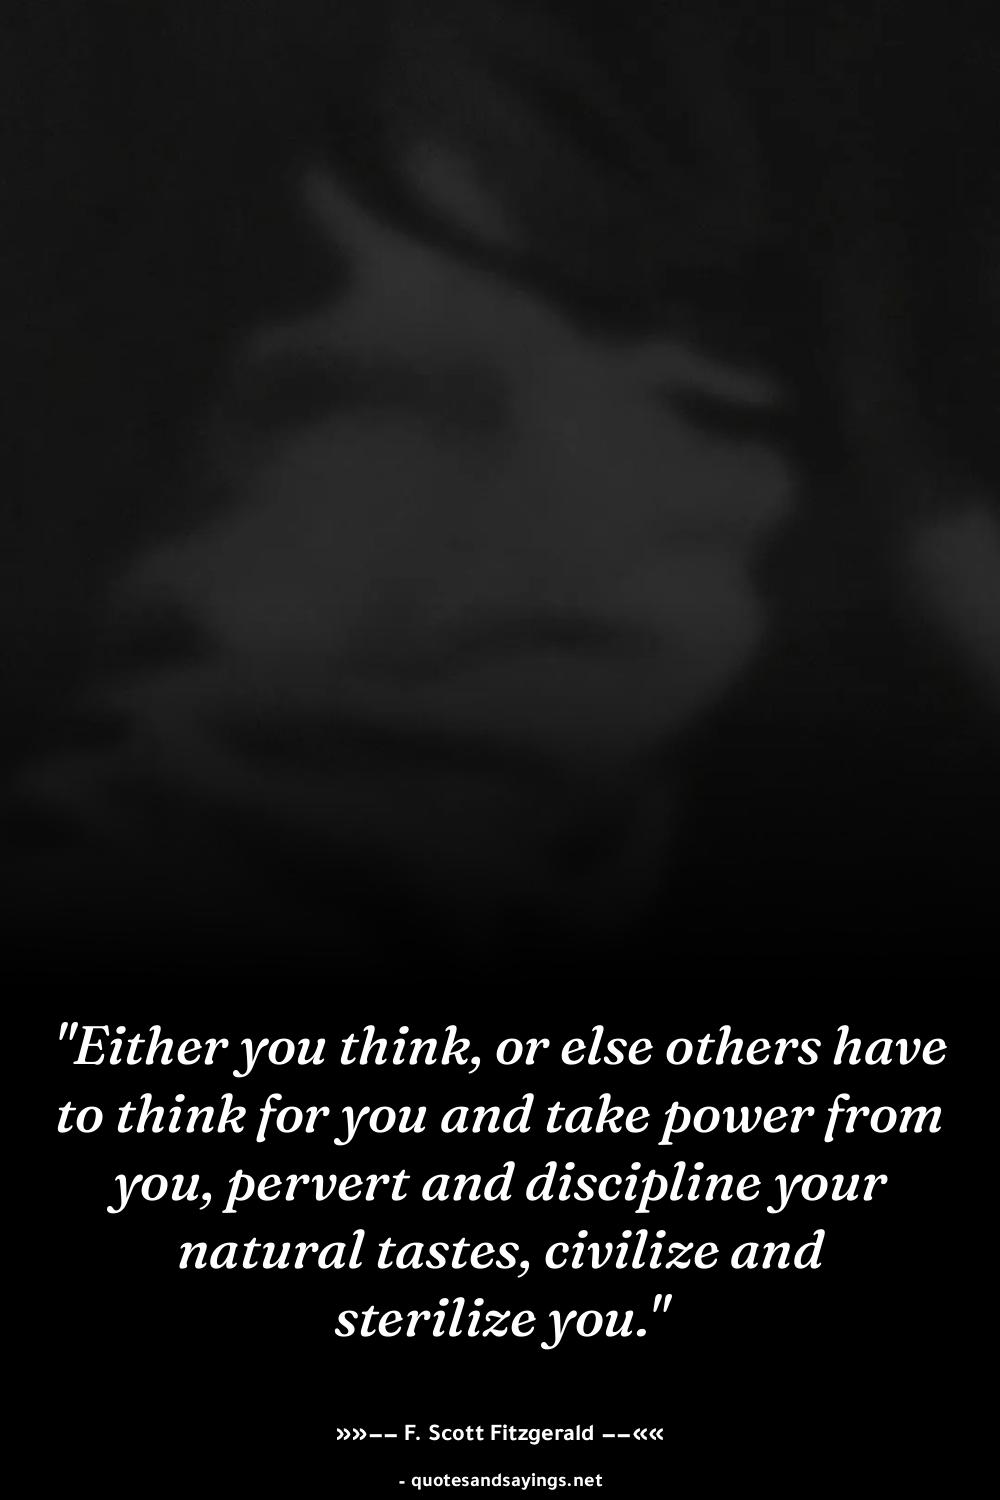 "Either you think, or else others have
to think for you and take power from
you, pervert and discipline your
natural tastes, civilize and
sterilize you."
»»−− F. Scott Fitzgerald −−««
- quotesandsayings.net